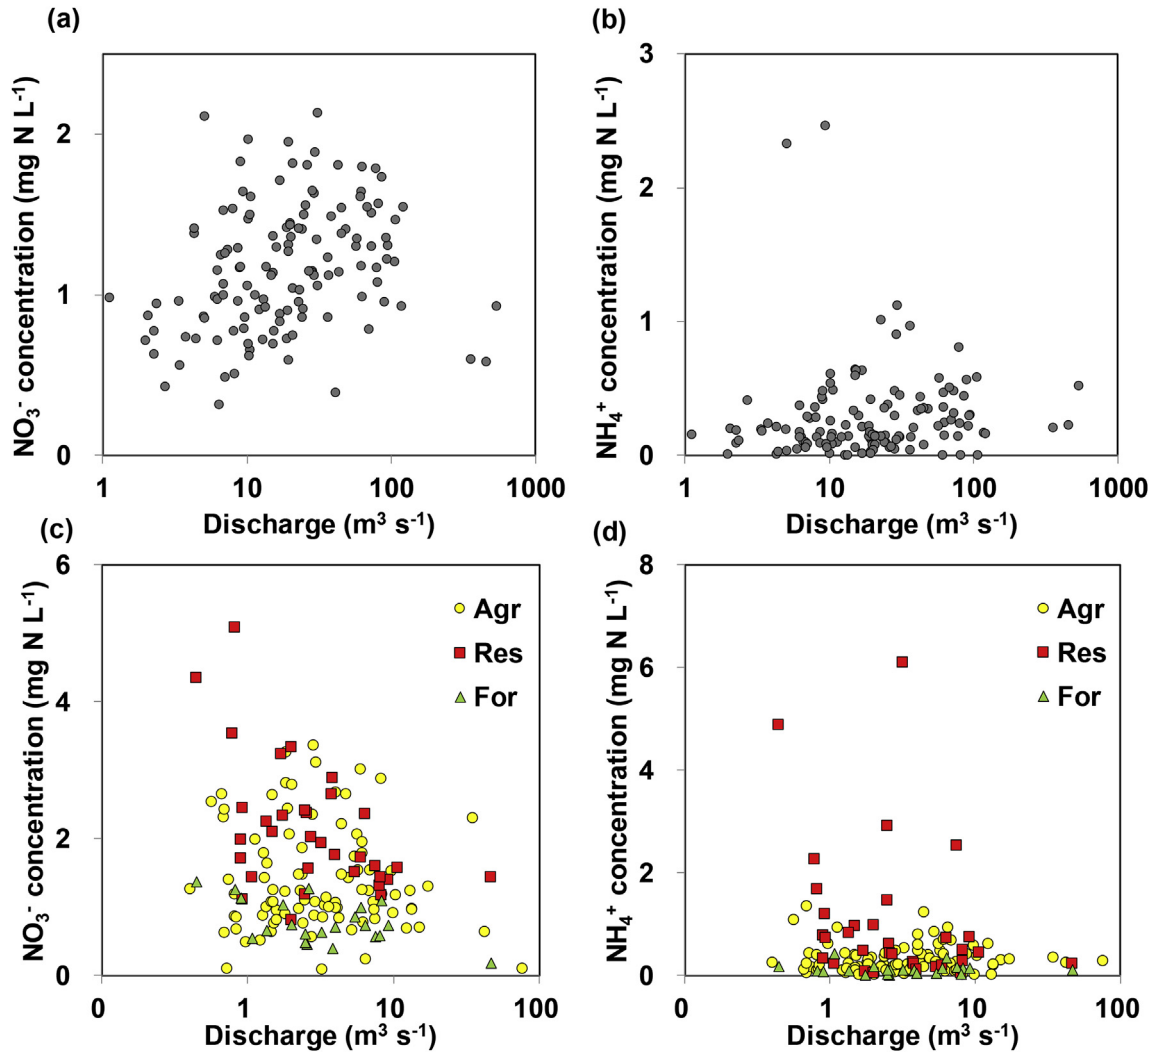 (a)
NO₃⁻ concentration (mg N L⁻¹)
2
1
0
1 10 100 1000
Discharge (m³ s⁻¹)
(b)
NH₄⁺ concentration (mg N L⁻¹)
3
2
1
0
1 10 100 1000
Discharge (m³ s⁻¹)
(c)
NO₃⁻ concentration (mg N L⁻¹)
6
4
2
0
Agr
Res
For
0 1 10 100
Discharge (m³ s⁻¹)
(d)
NH₄⁺ concentration (mg N L⁻¹)
8
6
4
2
0
Agr
Res
For
0 1 10 100
Discharge (m³ s⁻¹)